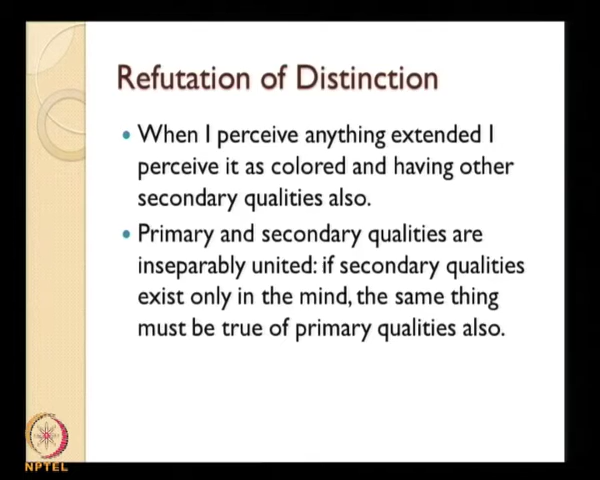 Refutation of Distinction
• When I perceive anything extended I
perceive it as colored and having other
secondary qualities also.
• Primary and secondary qualities are
inseparably united: if secondary qualities
exist only in the mind, the same thing
must be true of primary qualities also.
NPTEL